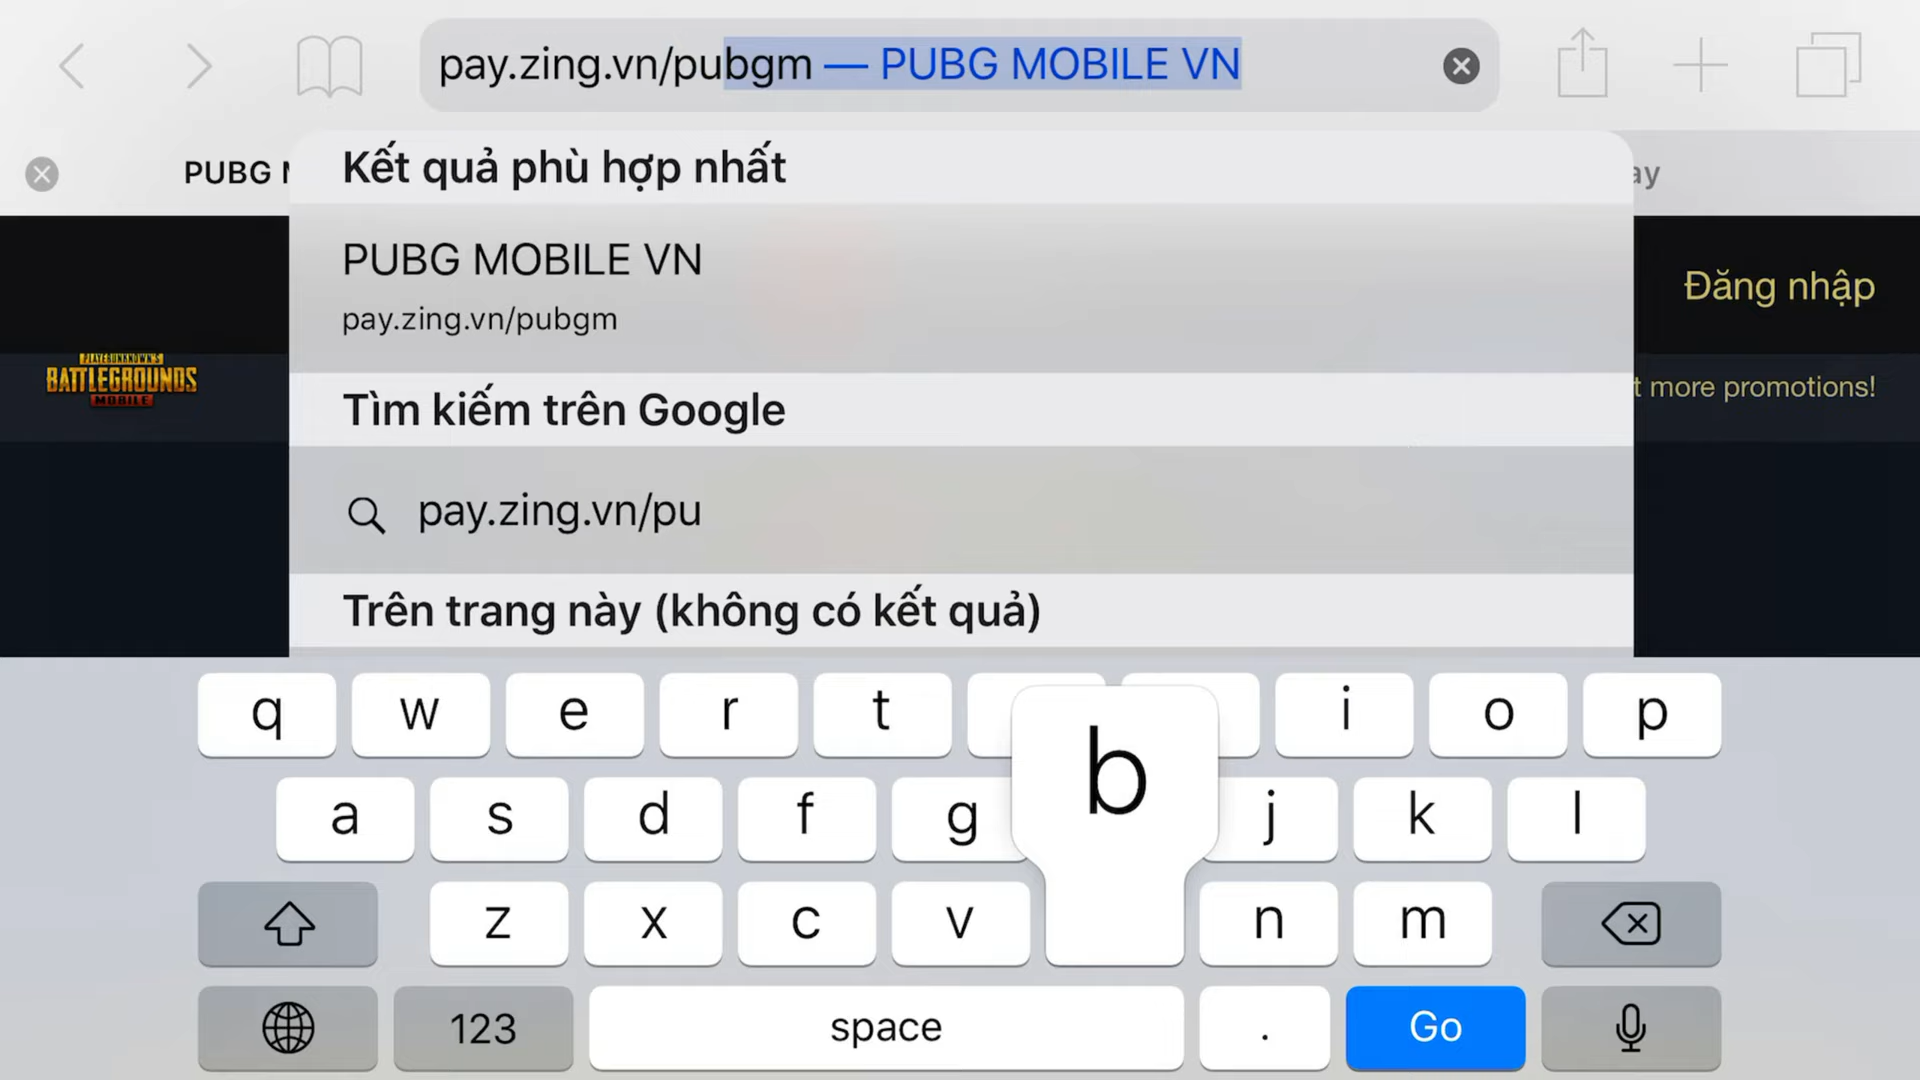 pay.zing.vn/pubgm — PUBG MOBILE VN
PUBG
Kết quả phù hợp nhất
ay
PUBG MOBILE VN
pay.zing.vn/pubgm
Đăng nhập
PLAYERUNKNOWN'S
BATTLEGROUNDS
MOBILE
t more promotions!
Tìm kiếm trên Google
pay.zing.vn/pu
Trên trang này (không có kết quả)
q w e r t i o p
b
a s d f g j k l
z x c v n m
123 space . Go